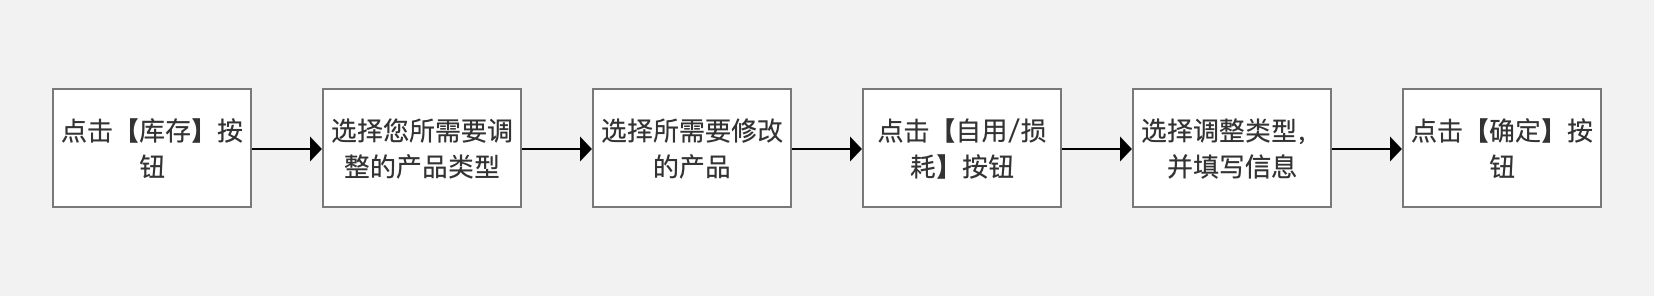 点击【库存】按
钮
选择您所需要调
整的产品类型
选择所需要修改
的产品
点击【自用/损
耗】按钮
选择调整类型，
并填写信息
点击【确定】按
钮